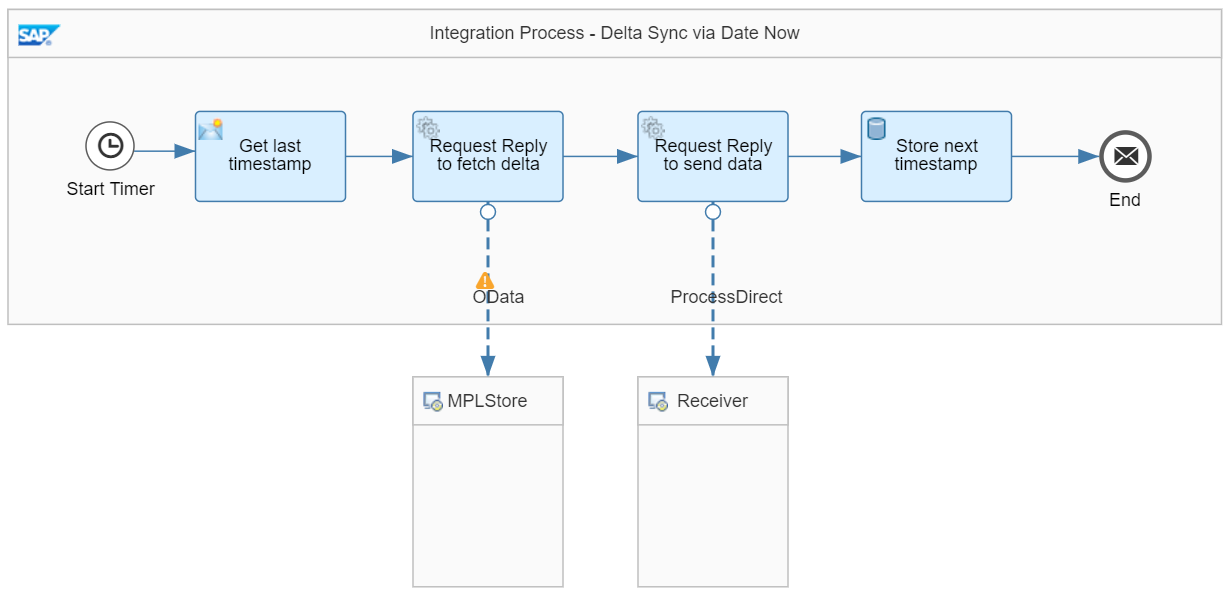 SAP
Integration Process - Delta Sync via Date Now
Start Timer
Get last
timestamp
Request Reply
to fetch delta
Request Reply
to send data
Store next
timestamp
End
OData
ProcessDirect
MPLStore
Receiver